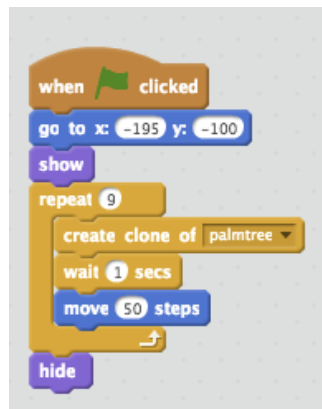 when clicked
go to x: -195 y: -100
show
repeat 9
create clone of palmtree
wait 1 secs
move 50 steps
hide